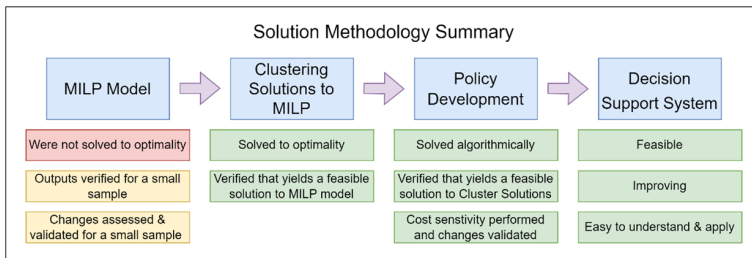 Solution Methodology Summary
MILP Model
Clustering
Solutions to
MILP
Policy
Development
Decision
Support System
Were not solved to optimality
Solved to optimality
Solved algorithmically
Feasible
Outputs verified for a small
sample
Verified that yields a feasible
solution to MILP model
Verified that yields a feasible
solution to Cluster Solutions
Improving
Changes assessed &
validated for a small sample
Cost senstivity performed
and changes validated
Easy to understand & apply